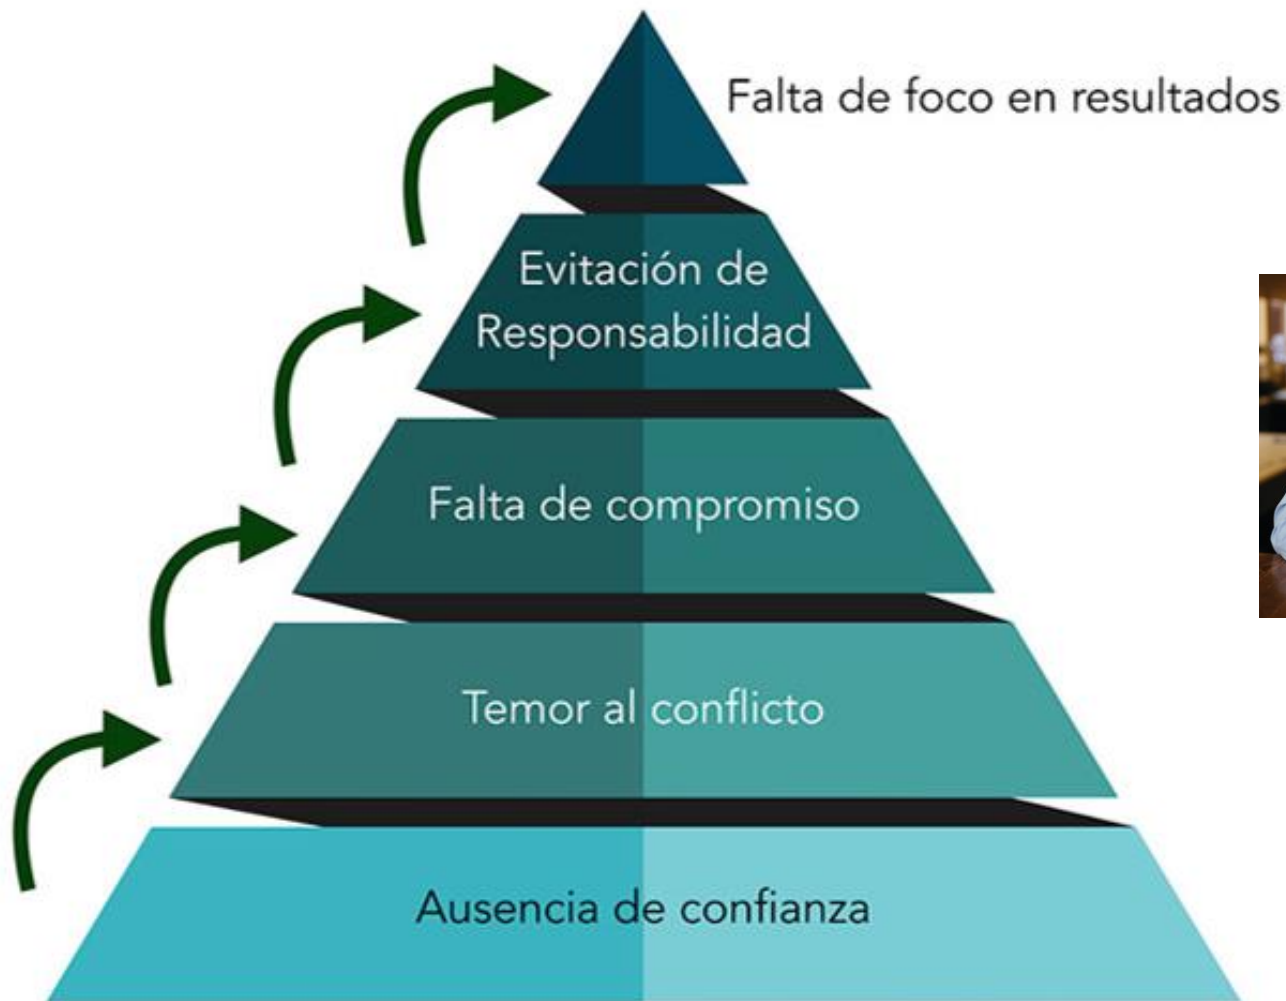 Falta de foco en resultados
Evitación de
Responsabilidad
Falta de compromiso
Temor al conflicto
Ausencia de confianza